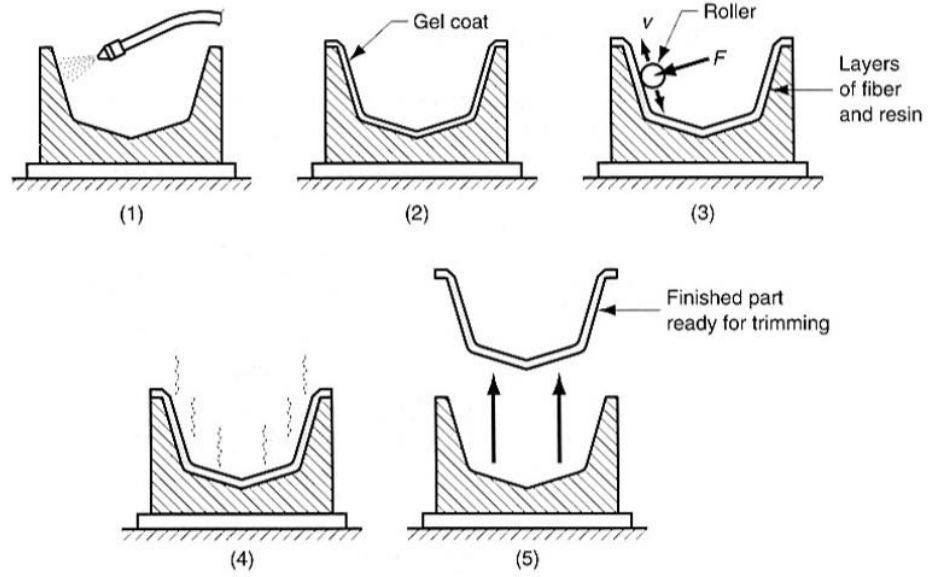 Gel coat
v
Roller
F
Layers
of fiber
and resin
(1)
(2)
(3)
Finished part
ready for trimming
(4)
(5)